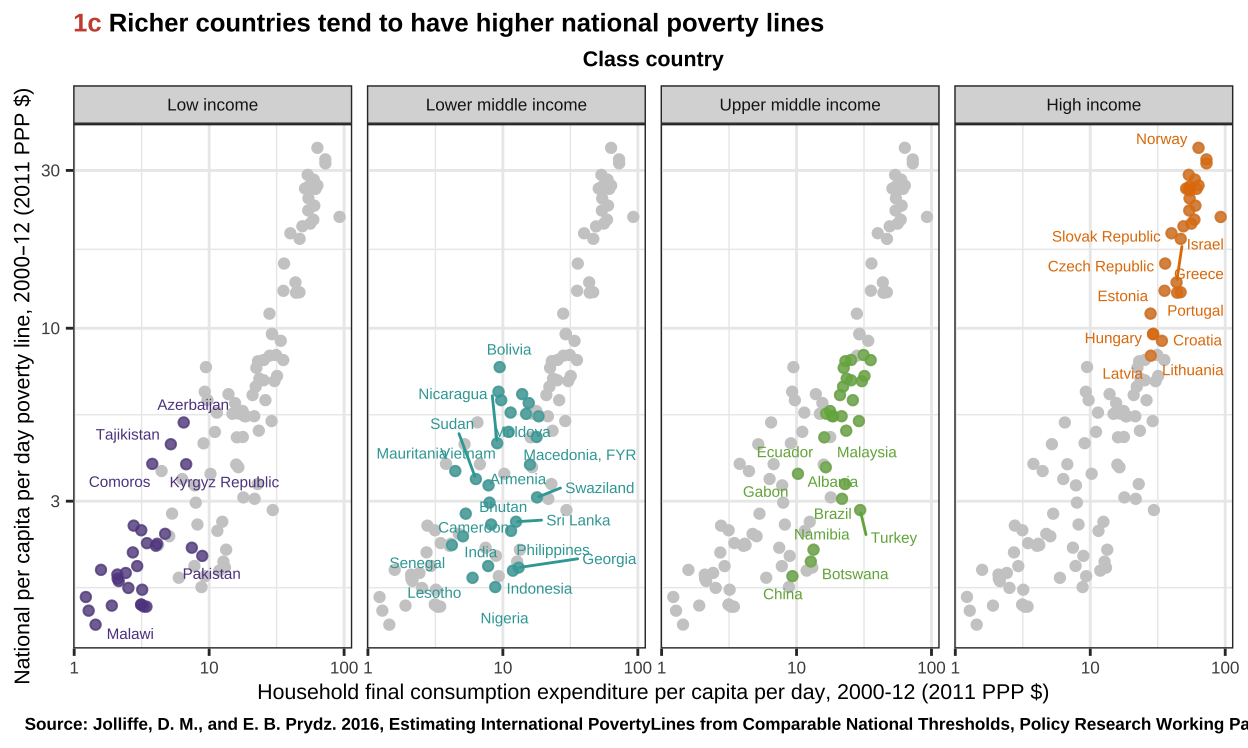 1c Richer countries tend to have higher national poverty lines
Class country
Low income
Lower middle income
Upper middle income
High income
National per capita per day poverty line, 2000–12 (2011 PPP $)
30
10
3
Azerbaijan
Tajikistan
Comoros
Kyrgyz Republic
Pakistan
Malawi
Bolivia
Nicaragua
Sudan
Moldova
Mauritania
Vietnam
Macedonia, FYR
Armenia
Swaziland
Bhutan
Cameroon
Sri Lanka
India
Philippines
Senegal
Georgia
Lesotho
Indonesia
Nigeria
Ecuador
Malaysia
Gabon
Albania
Brazil
Namibia
Turkey
Botswana
China
Norway
Slovak Republic
Israel
Czech Republic
Greece
Estonia
Portugal
Hungary
Croatia
Latvia
Lithuania
1 10 100
1 10 100
1 10 100
1 10 100
Household final consumption expenditure per capita per day, 2000-12 (2011 PPP $)
Source: Jolliffe, D. M., and E. B. Prydz. 2016, Estimating International PovertyLines from Comparable National Thresholds, Policy Research Working Pa